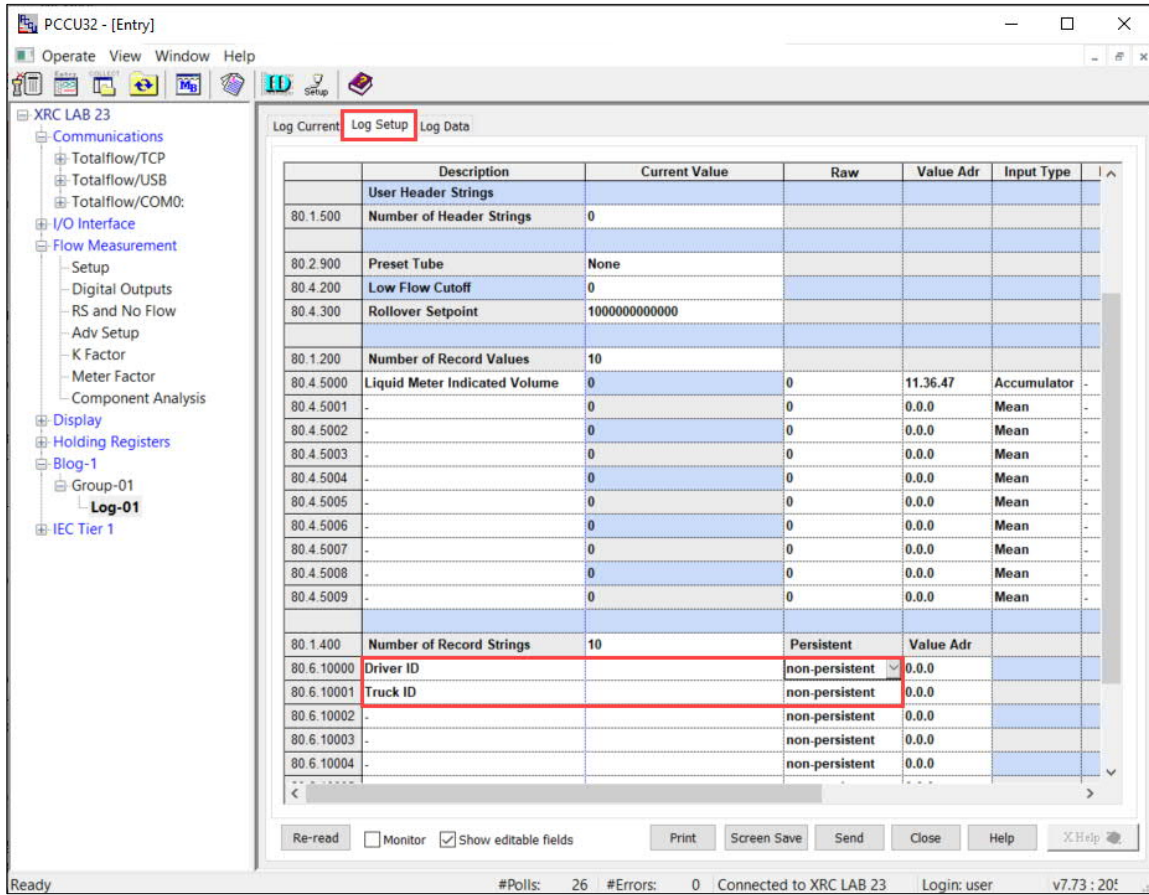 PCCU32 - [Entry]
Operate View Window Help
Entry COLLECT MB ID Setup
XRC LAB 23
Communications
Totalflow/TCP
Totalflow/USB
Totalflow/COM0:
I/O Interface
Flow Measurement
Setup
Digital Outputs
RS and No Flow
Adv Setup
K Factor
Meter Factor
Component Analysis
Display
Holding Registers
Blog-1
Group-01
Log-01
IEC Tier 1
Log Current Log Setup Log Data
Description Current Value Raw Value Adr Input Type
User Header Strings
80.1.500 Number of Header Strings 0
80.2.900 Preset Tube None
80.4.200 Low Flow Cutoff 0
80.4.300 Rollover Setpoint 1000000000000
80.1.200 Number of Record Values 10
80.4.5000 Liquid Meter Indicated Volume 0 0 11.36.47 Accumulator -
80.4.5001 - 0 0 0.0.0 Mean -
80.4.5002 - 0 0 0.0.0 Mean -
80.4.5003 - 0 0 0.0.0 Mean -
80.4.5004 - 0 0 0.0.0 Mean -
80.4.5005 - 0 0 0.0.0 Mean -
80.4.5006 - 0 0 0.0.0 Mean -
80.4.5007 - 0 0 0.0.0 Mean -
80.4.5008 - 0 0 0.0.0 Mean -
80.4.5009 - 0 0 0.0.0 Mean -
80.1.400 Number of Record Strings 10 Persistent Value Adr
80.6.10000 Driver ID non-persistent 0.0.0
80.6.10001 Truck ID non-persistent 0.0.0
80.6.10002 - non-persistent 0.0.0
80.6.10003 - non-persistent 0.0.0
80.6.10004 - non-persistent 0.0.0
Re-read Monitor Show editable fields Print Screen Save Send Close Help X.Help
Ready #Polls: 26 #Errors: 0 Connected to XRC LAB 23 Login: user v7.73 : 205